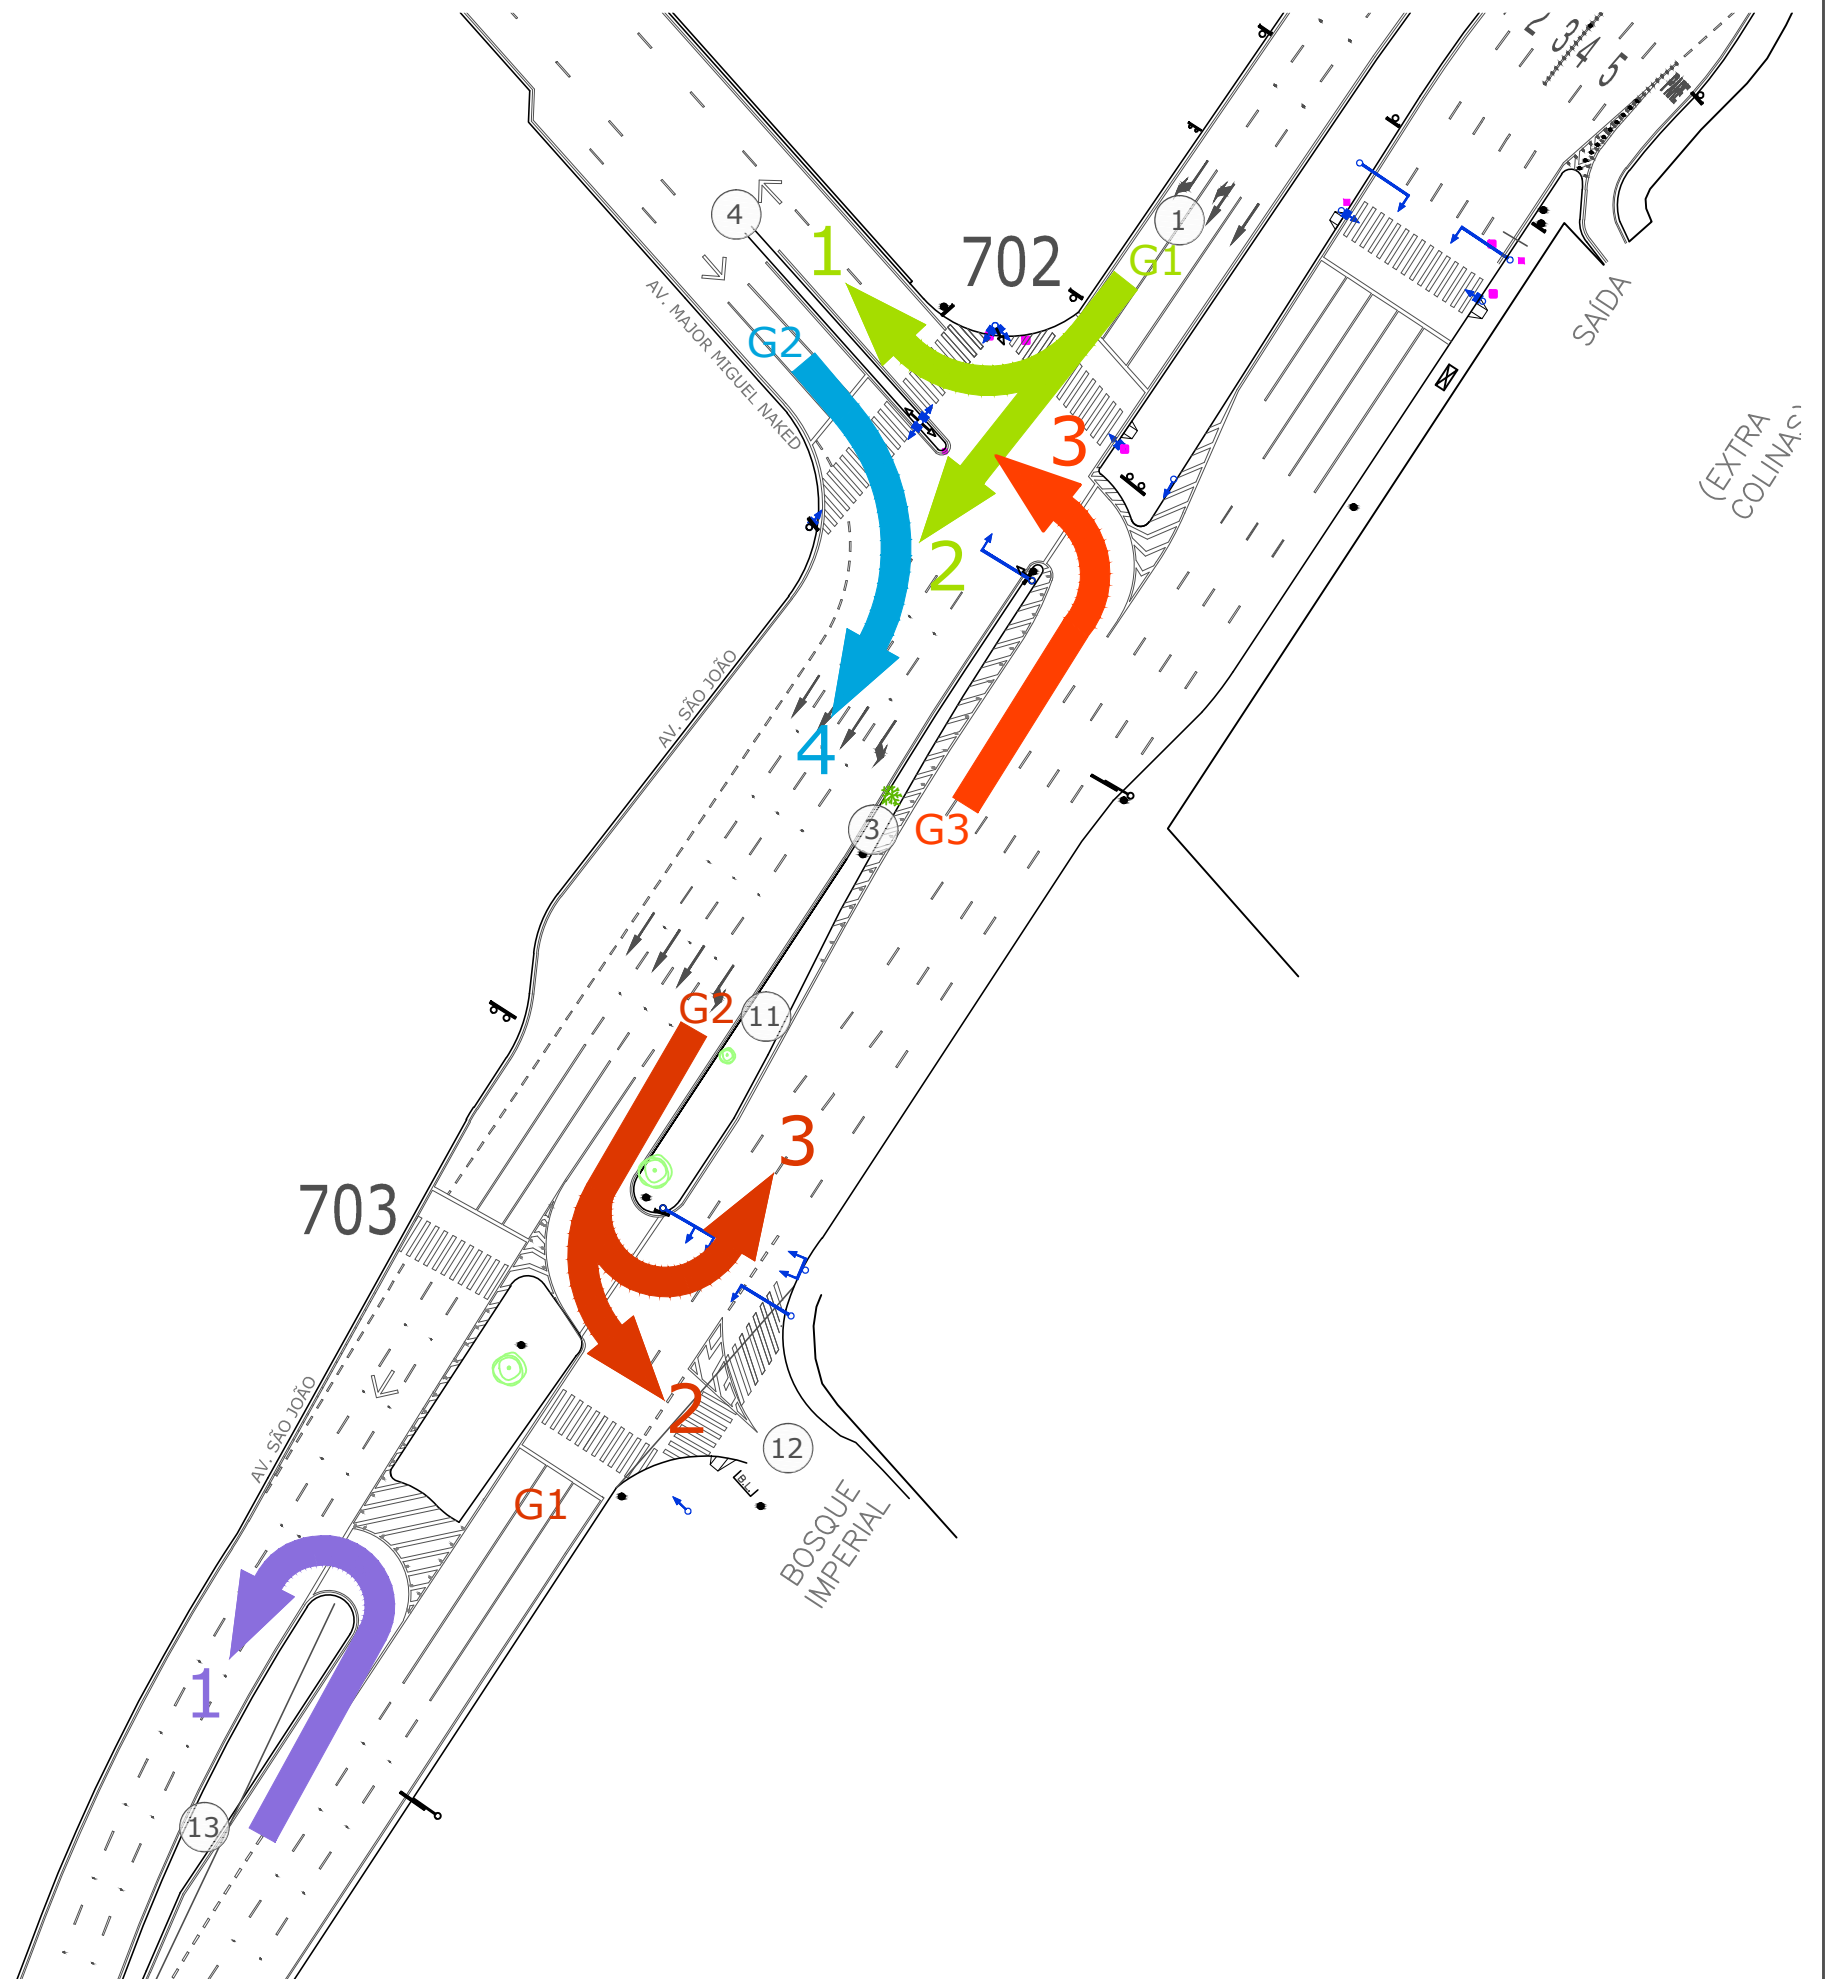 2
3
4
5
4
1
702
1
G1
SAÍDA
G2
AV. MAJOR MIGUEL NAKED
3
(EXTRA
COLINAS)
2
AV. SÃO JOÃO
4
3
G3
G2
11
3
703
2
AV. SÃO JOÃO
12
B.L.
G1
BOSQUE
IMPERIAL
1
13